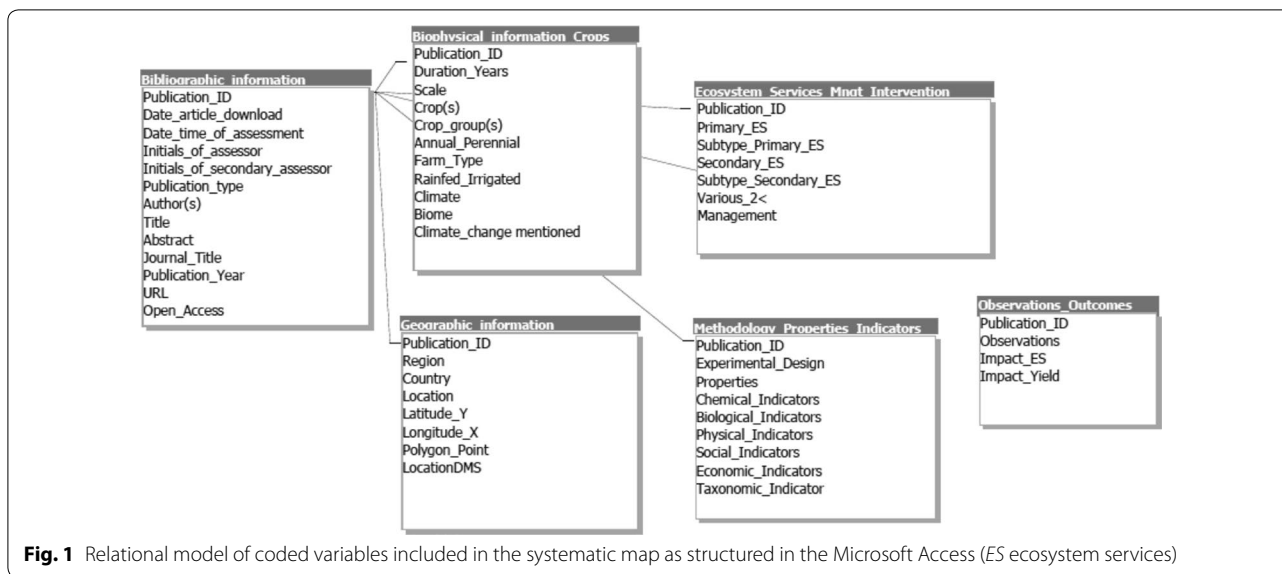 Bibliographic_information
Publication_ID
Date_article_download
Date_time_of_assessment
Initials_of_assessor
Initials_of_secondary_assessor
Publication_type
Author(s)
Title
Abstract
Journal_Title
Publication_Year
URL
Open_Access
Biophysical_information_Crops
Publication_ID
Duration_Years
Scale
Crop(s)
Crop_group(s)
Annual_Perennial
Farm_Type
Rainfed_Irrigated
Climate
Biome
Climate_change mentioned
Ecosystem_Services_Mngt_Intervention
Publication_ID
Primary_ES
Subtype_Primary_ES
Secondary_ES
Subtype_Secondary_ES
Various_2<
Management
Geographic_information
Publication_ID
Region
Country
Location
Latitude_Y
Longitude_X
Polygon_Point
LocationDMS
Methodology_Properties_Indicators
Publication_ID
Experimental_Design
Properties
Chemical_Indicators
Biological_Indicators
Physical_Indicators
Social_Indicators
Economic_Indicators
Taxonomic_Indicator
Observations_Outcomes
Publication_ID
Observations
Impact_ES
Impact_Yield
Fig. 1 Relational model of coded variables included in the systematic map as structured in the Microsoft Access (ES ecosystem services)